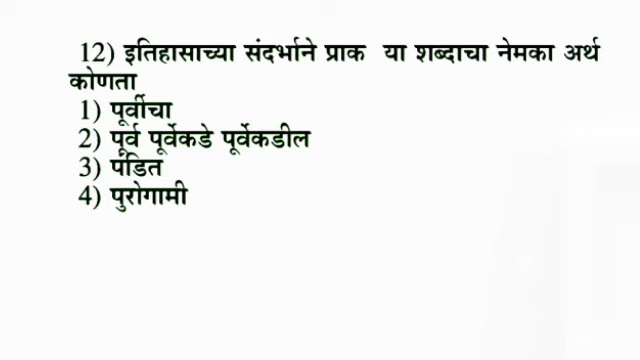 12) इतिहासाच्या संदर्भाने प्राक या शब्दाचा नेमका अर्थ
कोणता
1) पूर्वीचा
2) पूर्व पूर्वेकडे पूर्वेकडील
3) पंडित
4) पुरोगामी